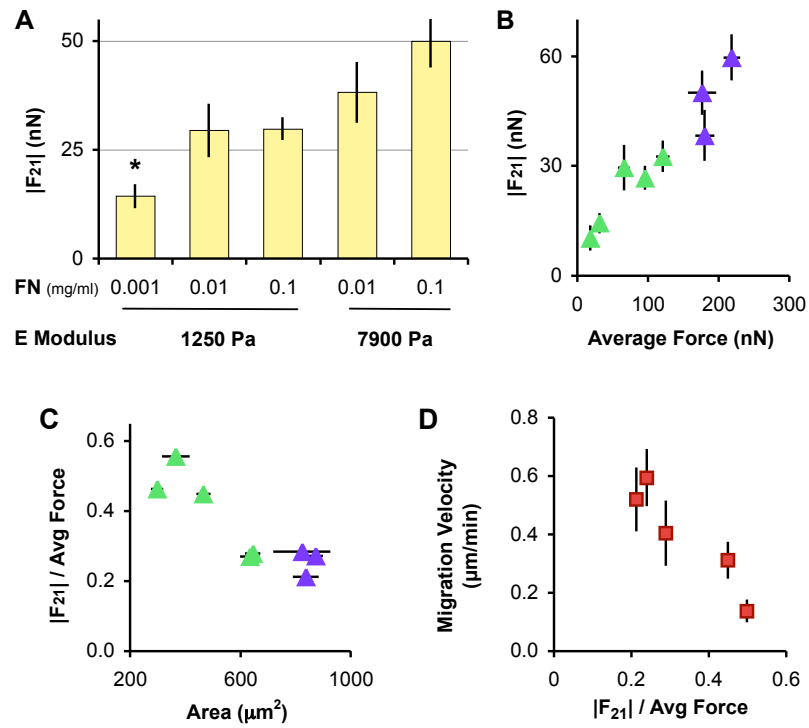 A
|F21| (nN)
50
25
0
*
FN (mg/ml) 0.001 0.01 0.1 0.01 0.1
E Modulus 1250 Pa 7900 Pa
B
|F21| (nN)
60
30
0
0 100 200 300
Average Force (nN)
C
|F21| / Avg Force
0.6
0.4
0.2
0.0
200 600 1000
Area (μm2)
D
Migration Velocity
(μm/min)
0.8
0.6
0.4
0.2
0.0
0.0 0.2 0.4 0.6
|F21| / Avg Force